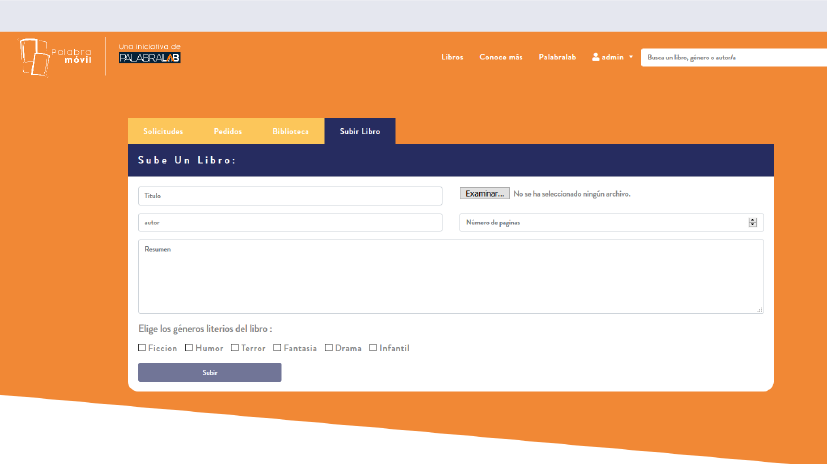 Palabra
móvil
Una iniciativa de
PALABRALAB
Libros Conoce más Palabralab admin Busca un libro, género o autor/a
Solicitudes Pedidos Biblioteca Subir Libro
Sube Un Libro:
Titulo
Examinar... No se ha seleccionado ningún archivo.
autor
Número de paginas
Resumen
Elige los géneros literios del libro :
Ficcion Humor Terror Fantasia Drama Infantil
Subir